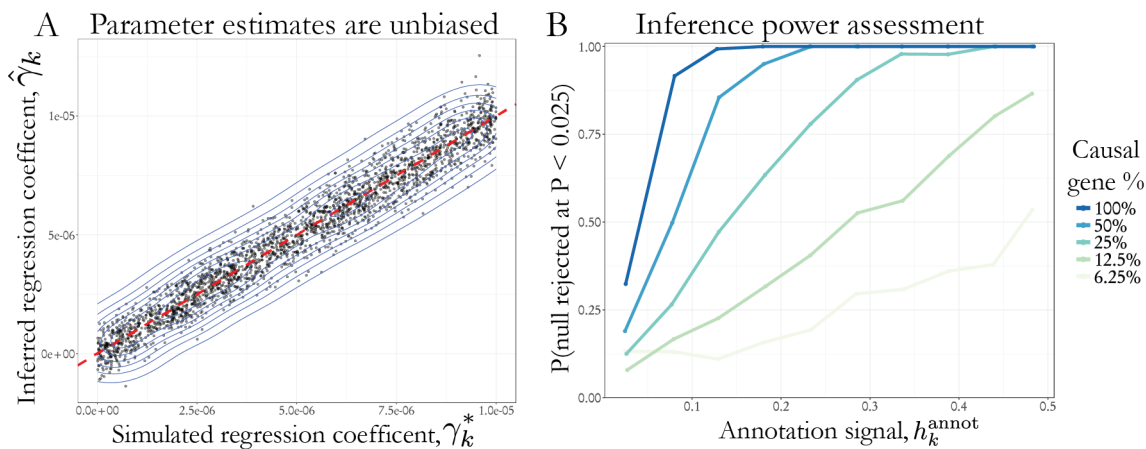 A Parameter estimates are unbiased
Inferred regression coefficent, γ̂k
1e-05
5e-06
0e+00
0.0e+00 2.5e-06 5.0e-06 7.5e-06 1.0e-05
Simulated regression coefficent, γ*k
B Inference power assessment
P(null rejected at P < 0.025)
1.00
0.75
0.50
0.25
0.00
0.1 0.2 0.3 0.4 0.5
Annotation signal, h_k^annot
Causal
gene %
100%
50%
25%
12.5%
6.25%